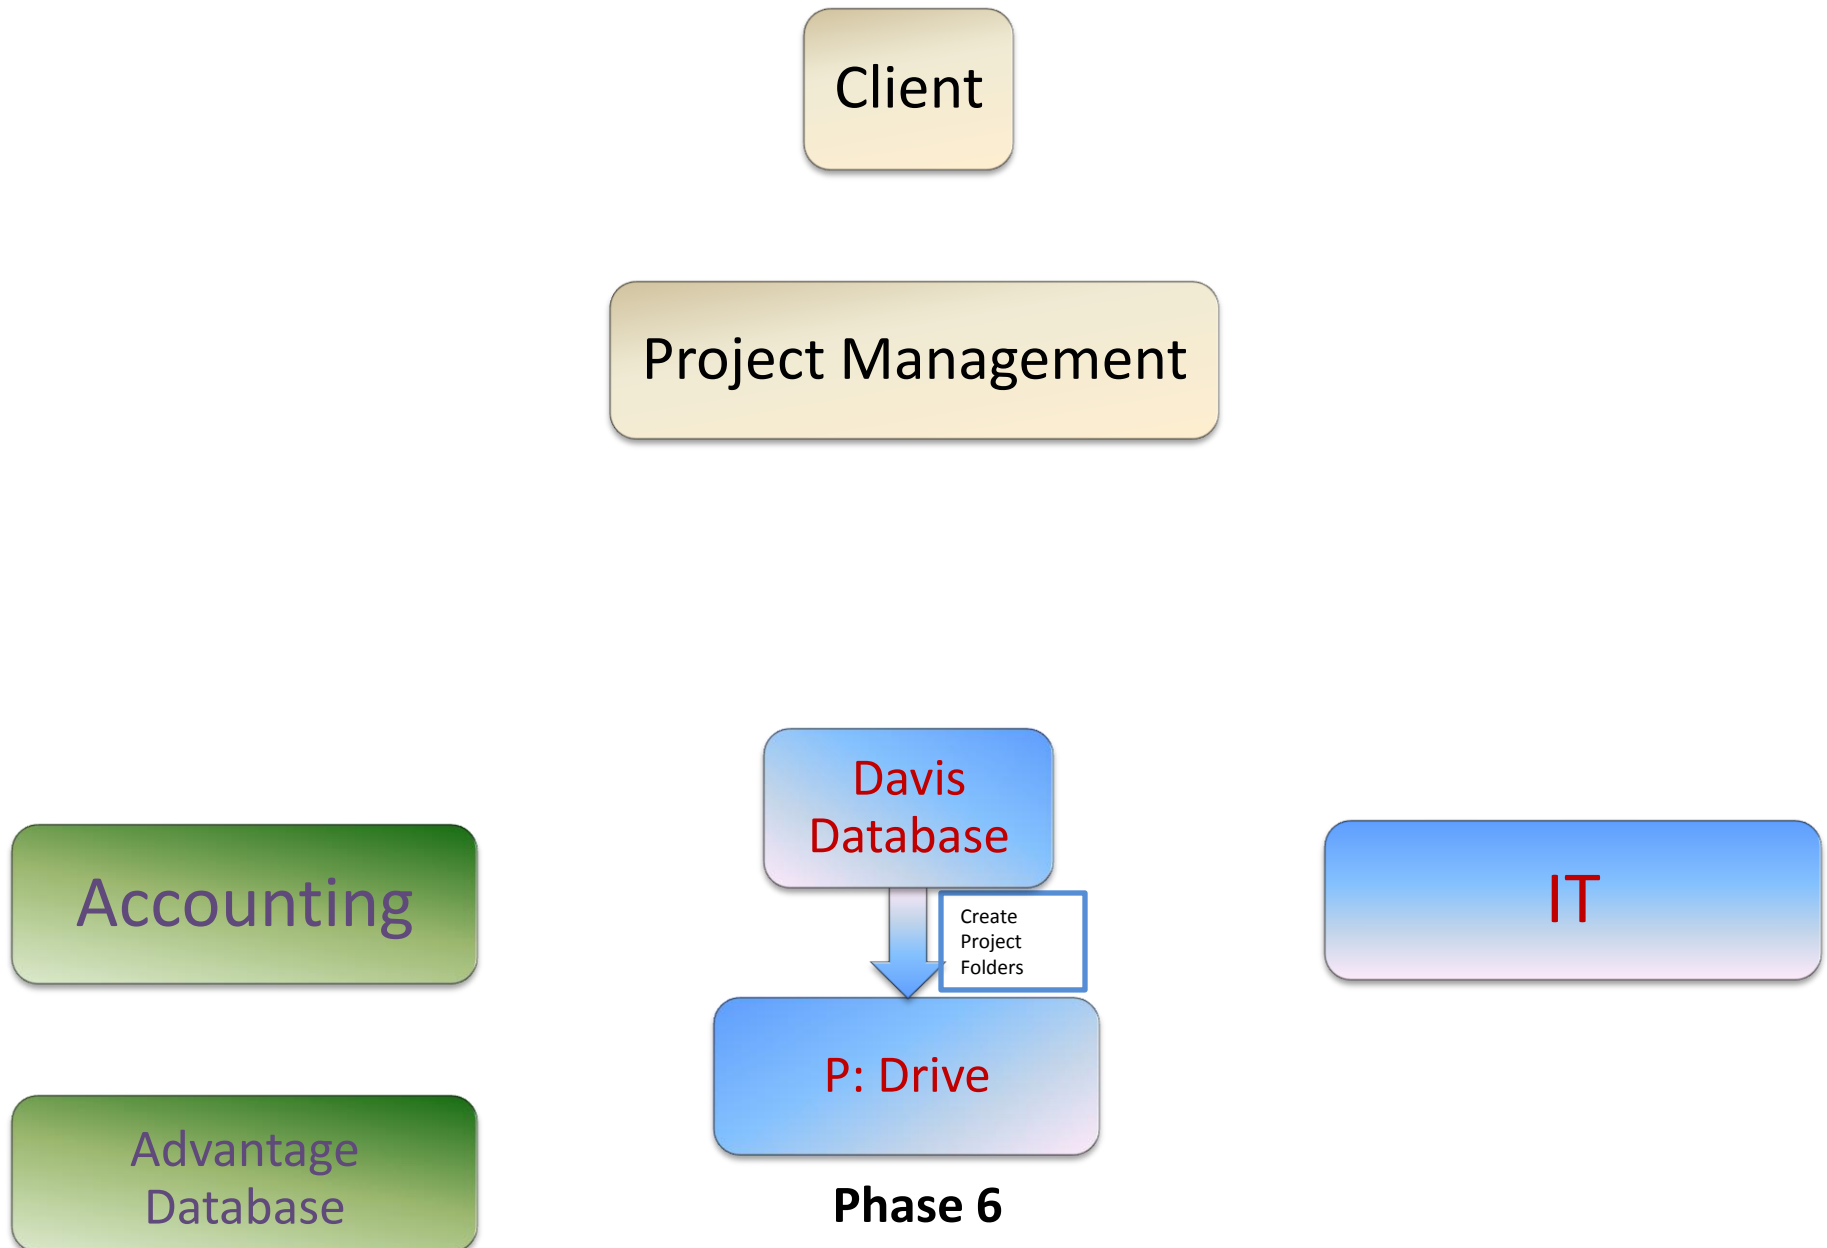 Client
Project Management
Davis
Database
Accounting
IT
Create
Project
Folders
P: Drive
Advantage
Database
Phase 6